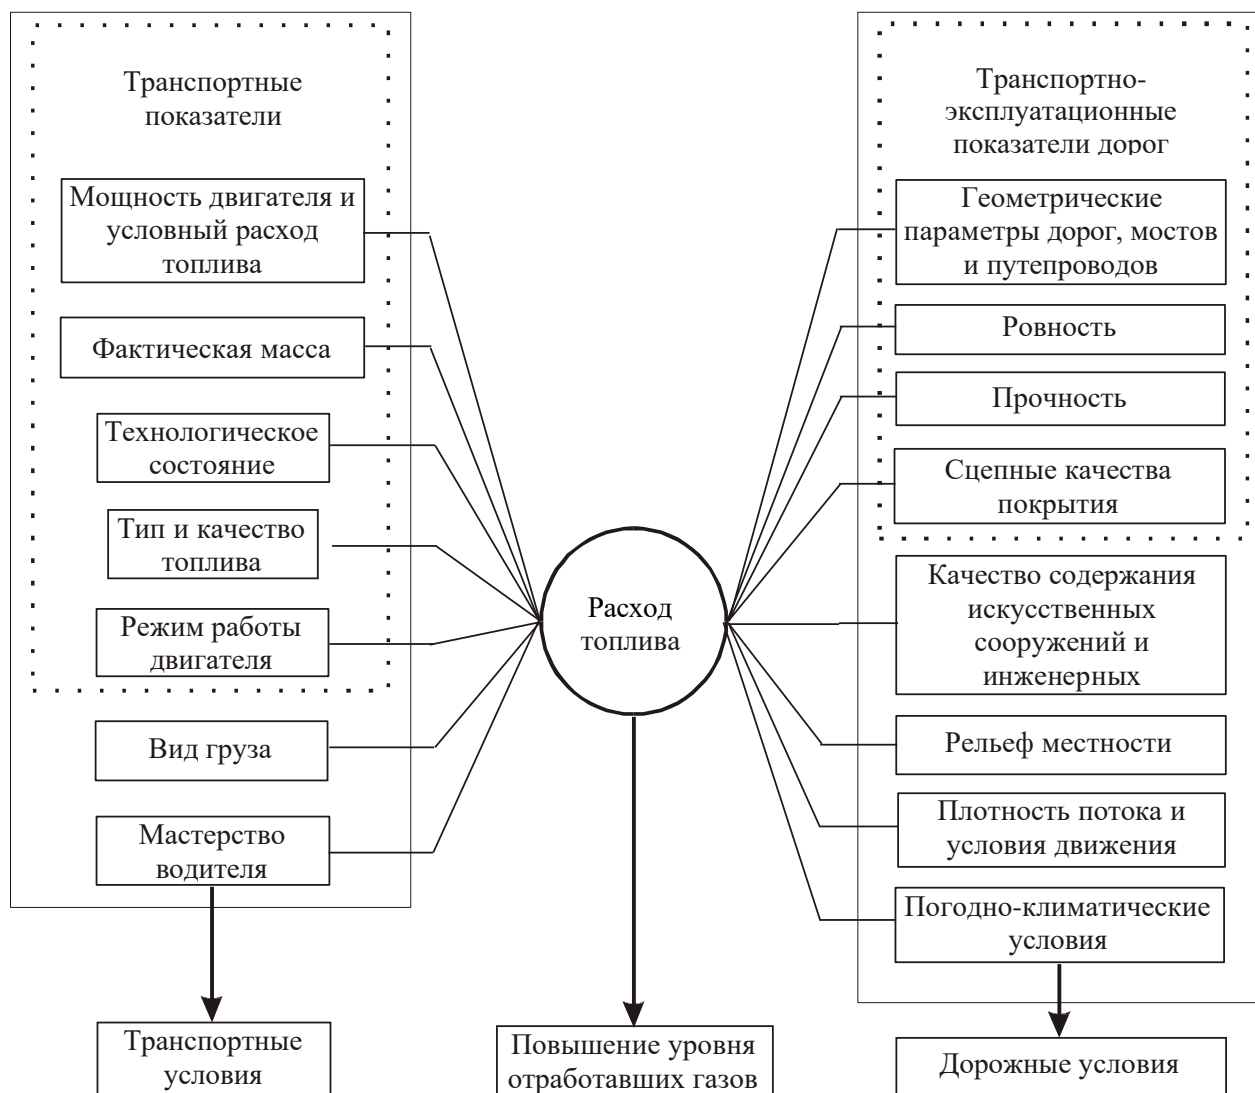 Транспортные
показатели
Мощность двигателя и
условный расход
топлива
Фактическая масса
Технологическое
состояние
Тип и качество
топлива
Режим работы
двигателя
Вид груза
Мастерство
водителя
Транспортные
условия
Расход
топлива
Повышение уровня
отработавших газов
Транспортно-
эксплуатационные
показатели дорог
Геометрические
параметры дорог, мостов
и путепроводов
Ровность
Прочность
Сцепные качества
покрытия
Качество содержания
искусственных
сооружений и
инженерных
Рельеф местности
Плотность потока и
условия движения
Погодно-климатические
условия
Дорожные условия